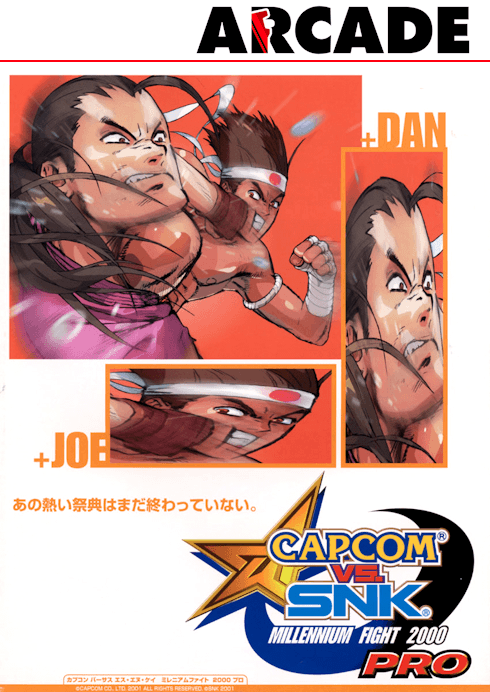 ARCADE
+DAN
+JOE
あの熱い祭典はまだ終わっていない。
CAPCOM®
VS.
SNK®
MILLENNIUM FIGHT 2000
PRO
カプコン バーサス エス・エヌ・ケイ ミレニアムファイト 2000 プロ
©CAPCOM CO., LTD. 2001 ALL RIGHTS RESERVED. ©SNK 2001